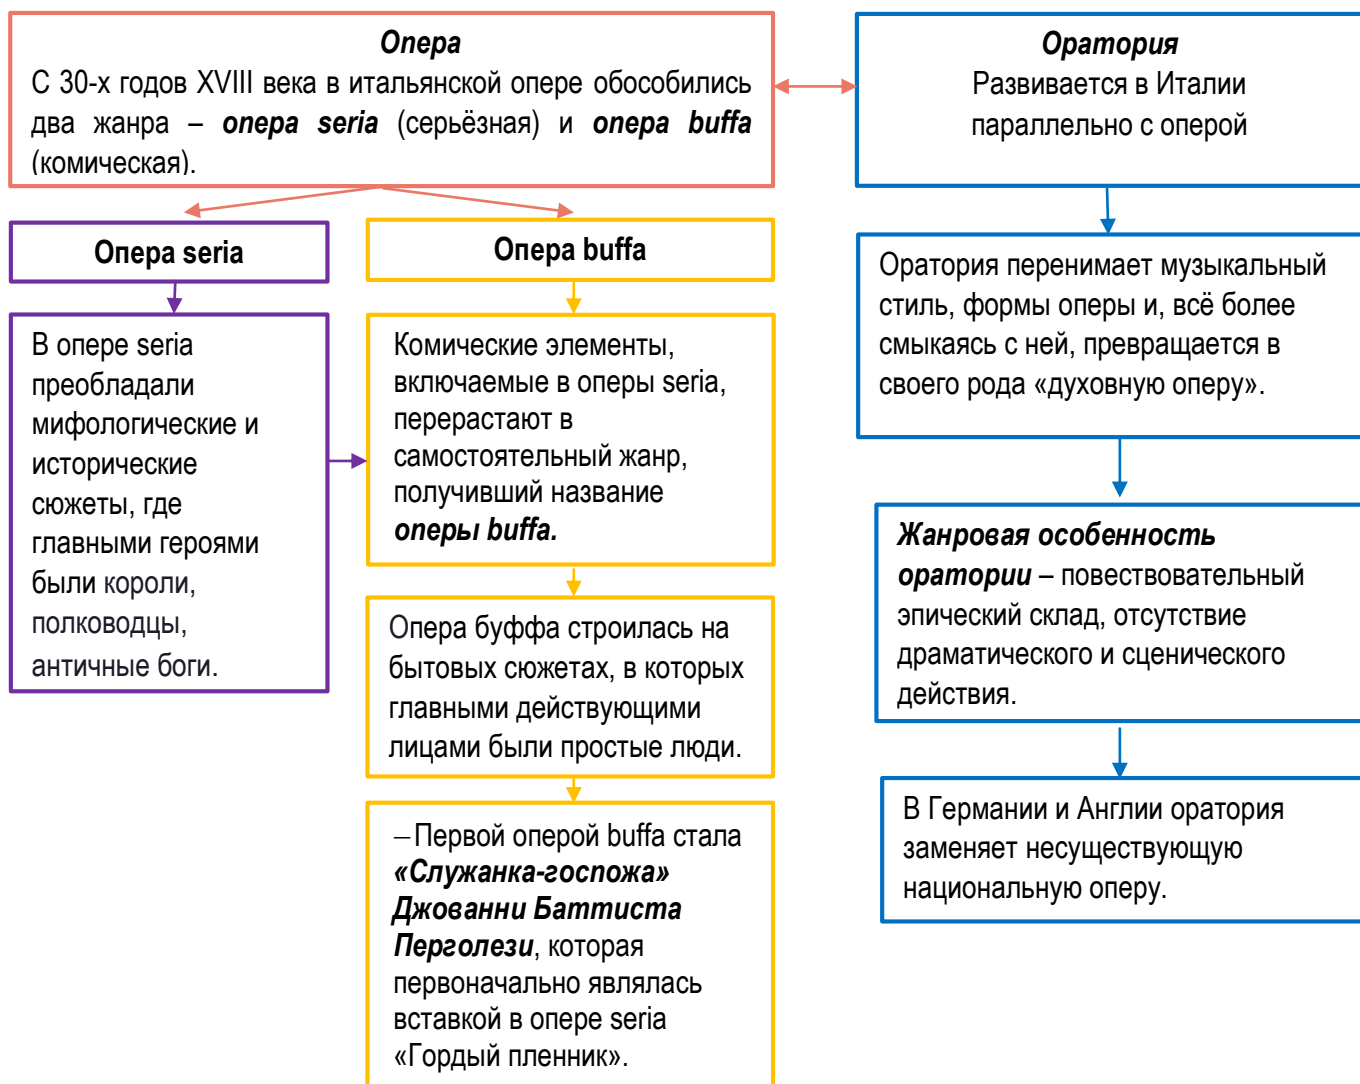 Опера
С 30-х годов XVIII века в итальянской опере обособились
два жанра – опера seria (серьёзная) и опера buffa
(комическая).
Оратория
Развивается в Италии
параллельно с оперой
Опера seria
В опере seria
преобладали
мифологические и
исторические
сюжеты, где
главными героями
были короли,
полководцы,
античные боги.
Опера buffa
Комические элементы,
включаемые в оперы seria,
перерастают в
самостоятельный жанр,
получивший название
оперы buffa.
Опера буффа строилась на
бытовых сюжетах, в которых
главными действующими
лицами были простые люди.
–Первой оперой buffa стала
«Служанка-госпожа»
Джованни Баттиста
Перголези, которая
первоначально являлась
вставкой в опере seria
«Гордый пленник».
Оратория перенимает музыкальный
стиль, формы оперы и, всё более
смыкаясь с ней, превращается в
своего рода «духовную оперу».
Жанровая особенность
оратории – повествовательный
эпический склад, отсутствие
драматического и сценического
действия.
В Германии и Англии оратория
заменяет несуществующую
национальную оперу.